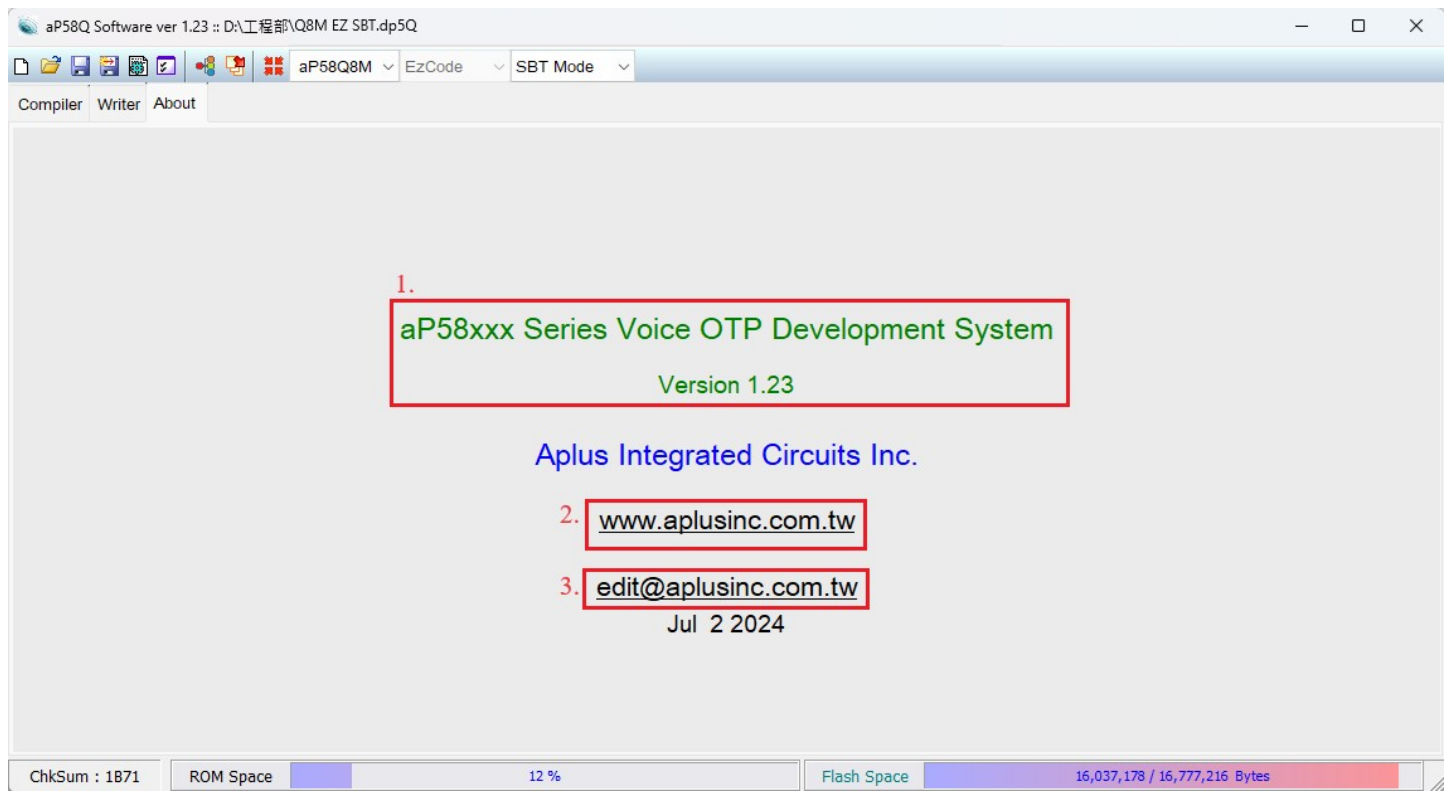 aP58Q Software ver 1.23 :: D:\工程部\Q8M EZ SBT.dp5Q
aP58Q8M EzCode SBT Mode
Compiler Writer About
1.
aP58xxx Series Voice OTP Development System
Version 1.23
Aplus Integrated Circuits Inc.
2. www.aplusinc.com.tw
3. edit@aplusinc.com.tw
Jul 2 2024
ChkSum : 1B71 ROM Space 12 % Flash Space 16,037,178 / 16,777,216 Bytes